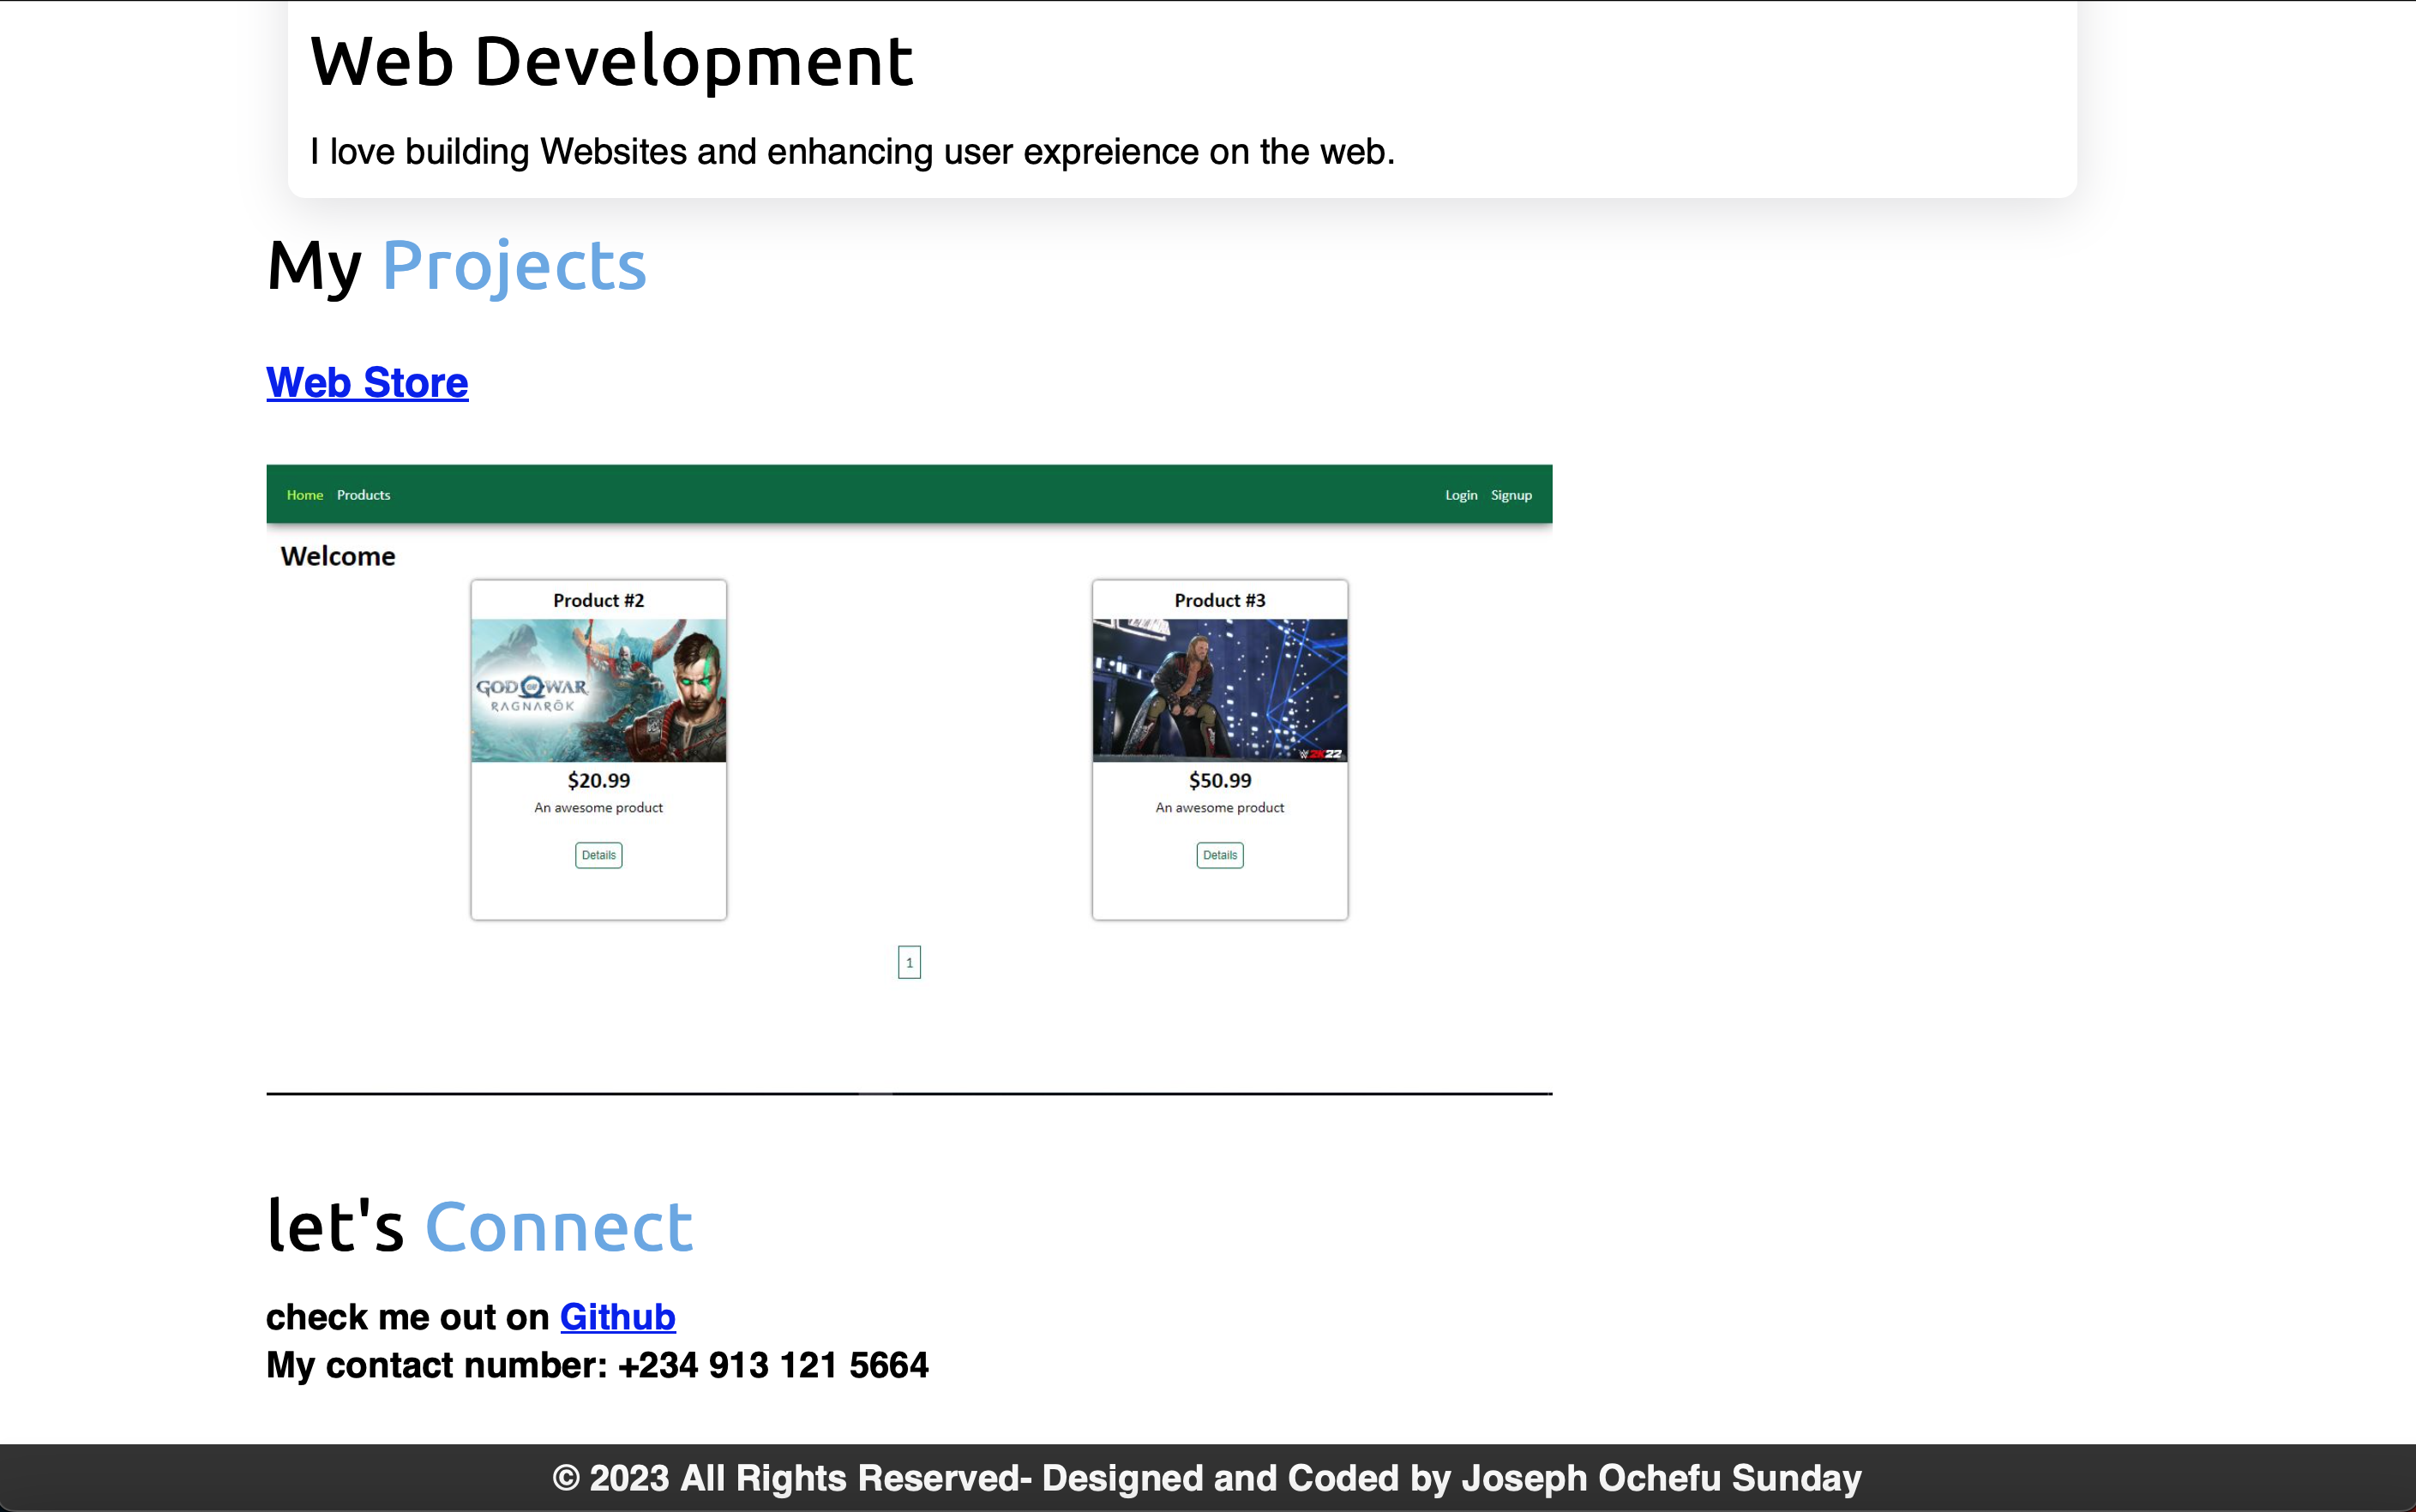 Web Development
I love building Websites and enhancing user expreience on the web.
My Projects
Web Store
Home Products Login Signup
Welcome
Product #2
GOD OF WAR
RAGNARÖK
$20.99
An awesome product
Details
Product #3
W 2K22
$50.99
An awesome product
Details
1
let's Connect
check me out on Github
My contact number: +234 913 121 5664
© 2023 All Rights Reserved- Designed and Coded by Joseph Ochefu Sunday